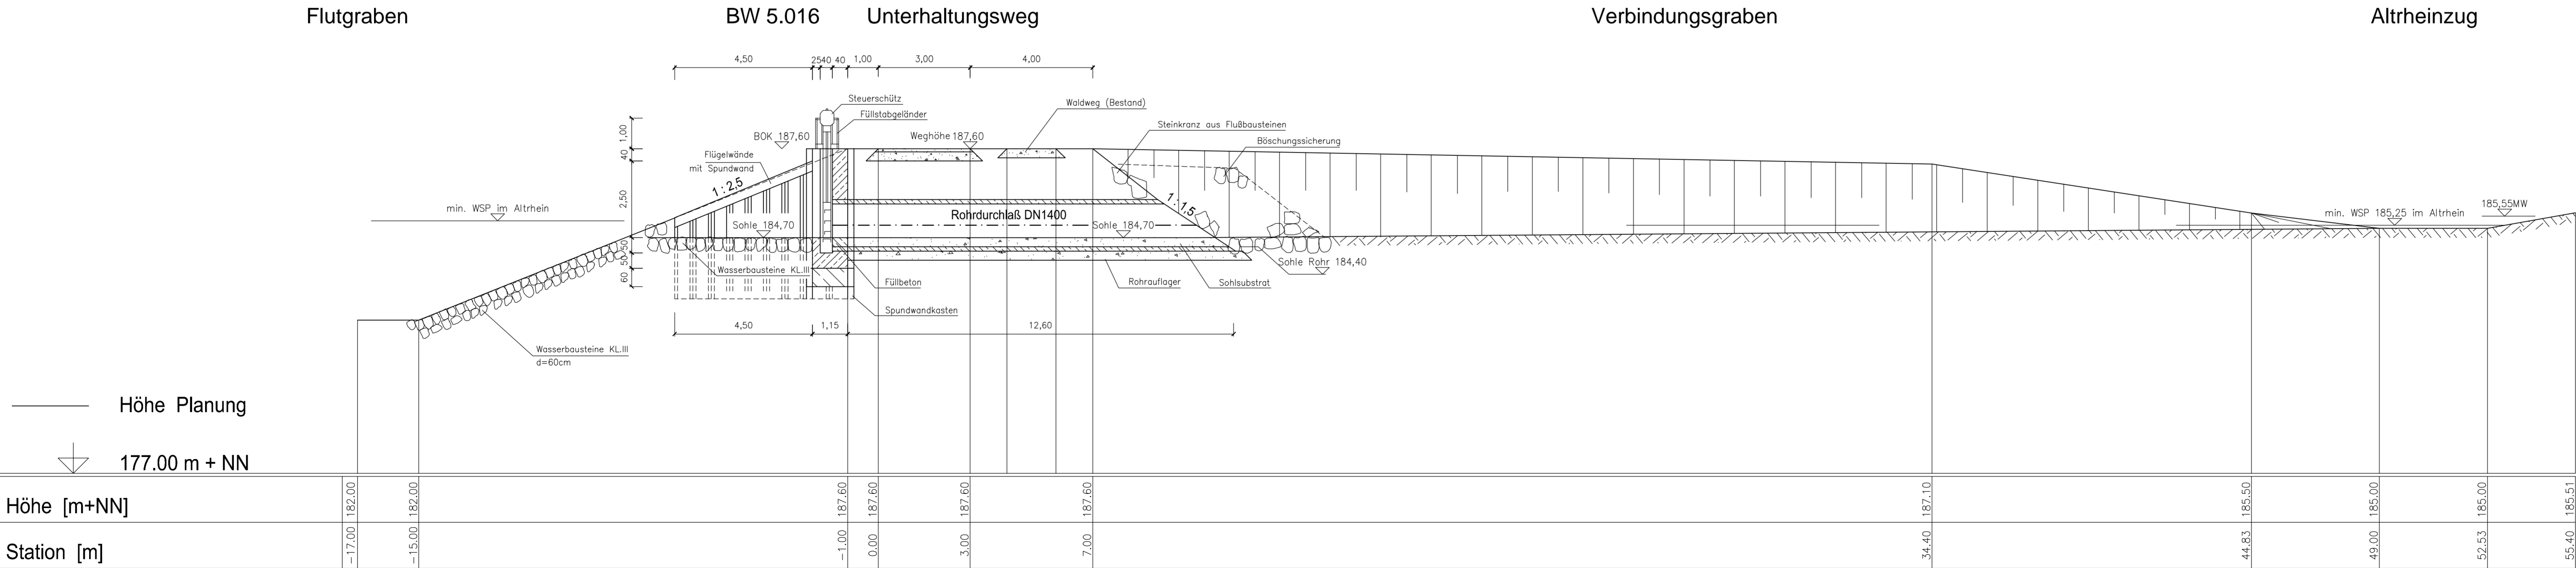 Flutgraben
BW 5.016
Unterhaltungsweg
Verbindungsgraben
Altrheinzug
4,50
25 40 40
1,00
3,00
4,00
Steuerschütz
Füllstabgeländer
BOK 187,60
Weghöhe 187,60
Waldweg (Bestand)
Steinkranz aus Flußbausteinen
Böschungssicherung
Flügelwände
mit Spundwand
1 : 2,5
1,00
40
2,50
50
50
60
min. WSP im Altrhein
Sohle 184,70
Rohrdurchlaß DN1400
Sohle 184,70
1 : 1,5
min. WSP 185,25 im Altrhein
185,55MW
Wasserbausteine KL.III
Füllbeton
Spundwandkasten
Rohrauflager
Sohlsubstrat
Sohle Rohr 184,40
4,50
1,15
12,60
Wasserbausteine KL.III
d=60cm
Höhe Planung
177.00 m + NN
Höhe [m+NN]
182.00
182.00
187.60
187.60
187.60
187.60
187.10
185.50
185.00
185.00
185.51
Station [m]
-17.00
-15.00
-1.00
0.00
3.00
7.00
34.40
44.83
49.00
52.53
55.40